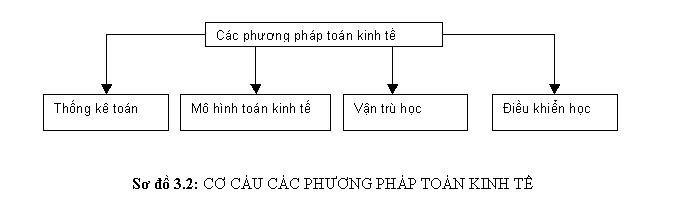 Các phương pháp toán kinh tế
Thống kê toán
Mô hình toán kinh tế
Vận trù học
Điều khiển học
Sơ đồ 3.2: CƠ CẤU CÁC PHƯƠNG PHÁP TOÁN KINH TẾ